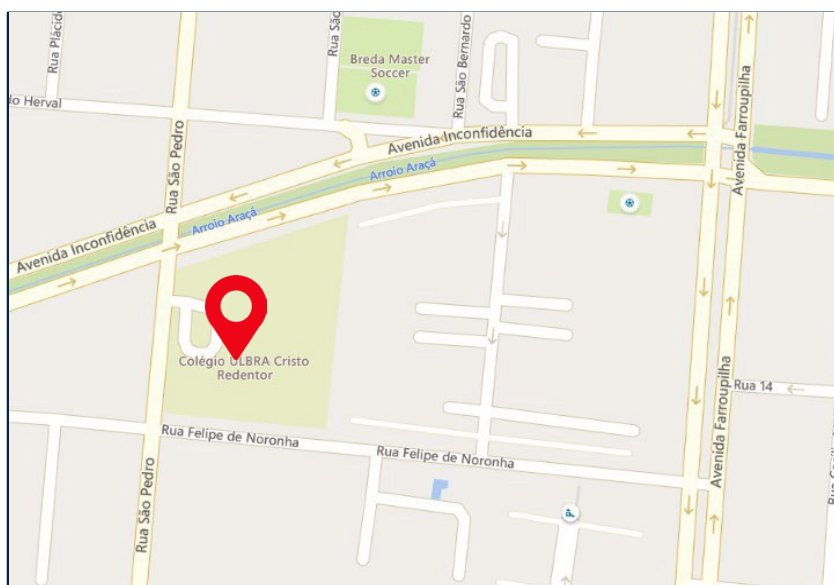 Rua Plácido
Rua São
Breda Master
Soccer
Rua São Bernardo
do Herval
Avenida Inconfidência
Avenida Farroupilha
Rua São Pedro
Arroio Araçá
Arroio Araçá
Avenida Inconfidência
Colégio ULBRA Cristo
Redentor
Rua 14
Rua Felipe de Noronha
Rua Felipe de Noronha
Avenida Farroupilha
Rua São Pedro
Rua